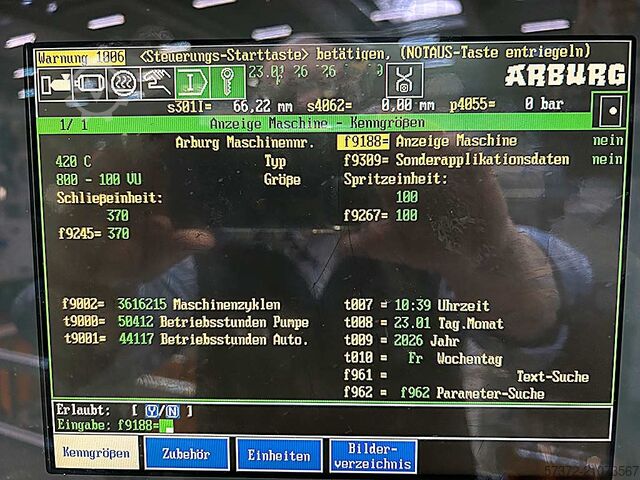 Warnung 1006 <Steuerungs-Starttaste> betätigen, (NOTAUS-Taste entriegeln)
ARBURG
s3011= 66.22 mm s4062= 0,00 mm p4055= 0 bar
1/ 1 Anzeige Maschine - Kenngrößen
Arburg Maschinennr. f9188= Anzeige Maschine nein
420 C Typ f9309= Sonderapplikationsdaten nein
800 - 100 VU Größe Spritzeinheit:
Schließeinheit: 100
370 f9267= 100
f9245= 370
f9002= 3616215 Maschinenzyklen t007 = 10:39 Uhrzeit
t9000= 50412 Betriebsstunden Pumpe t008 = 23.01 Tag.Monat
t9001= 44117 Betriebsstunden Auto. t009 = 2026 Jahr
t010 = Fr Wochentag
f961 = Text-Suche
f962 = f962 Parameter-Suche
Erlaubt: [ Y/N ]
Eingabe: f9188=
Kenngrößen Zubehör Einheiten Bilder-
verzeichnis